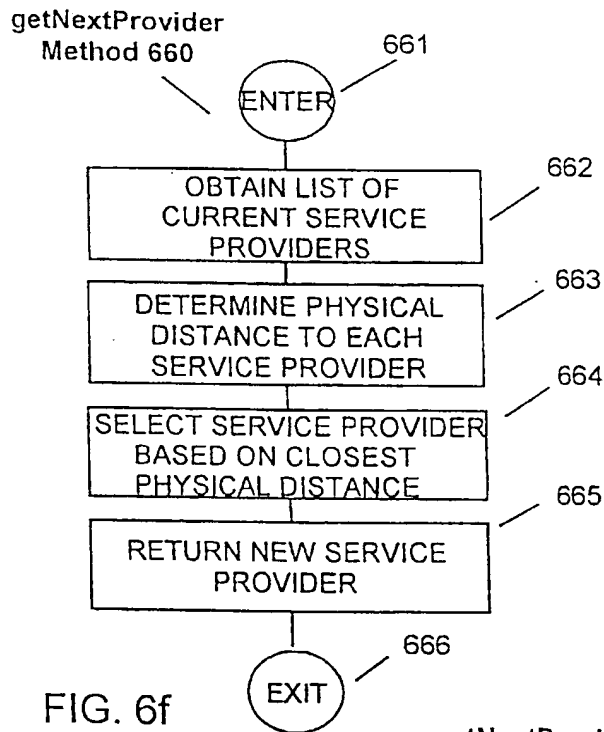 getNextProvider
Method 660
661
ENTER
662
OBTAIN LIST OF
CURRENT SERVICE
PROVIDERS
663
DETERMINE PHYSICAL
DISTANCE TO EACH
SERVICE PROVIDER
664
SELECT SERVICE PROVIDER
BASED ON CLOSEST
PHYSICAL DISTANCE
665
RETURN NEW SERVICE
PROVIDER
666
EXIT
FIG. 6f